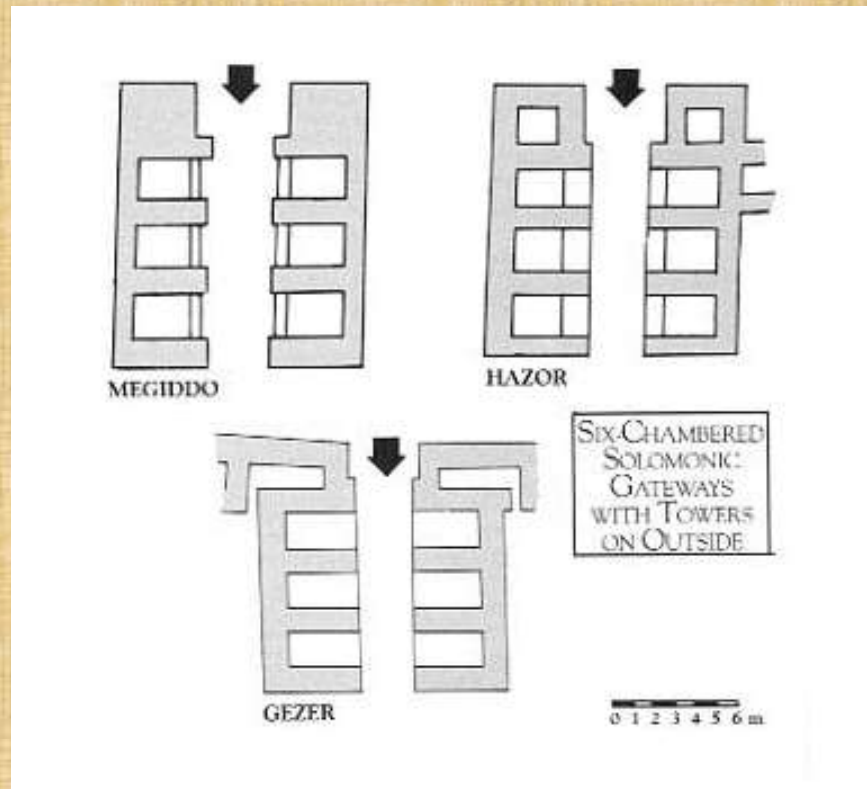 MEGIDDO
HAZOR
SIX-CHAMBERED
SOLOMONIC
GATEWAYS
WITH TOWERS
ON OUTSIDE
GEZER
0 1 2 3 4 5 6 m